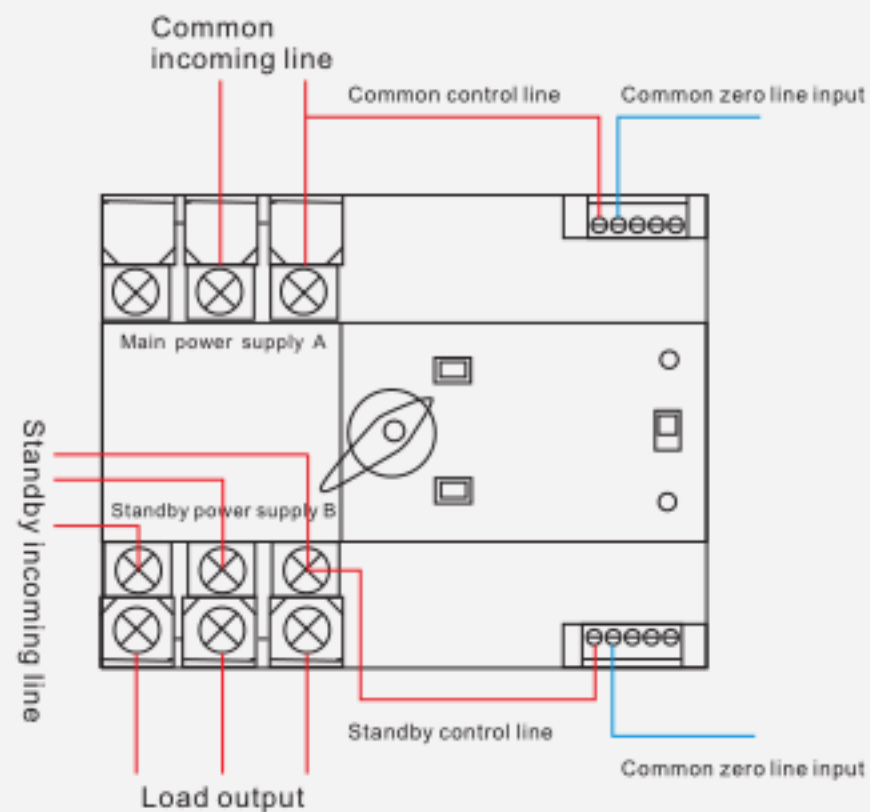 Common
incoming line
Common control line
Common zero line input
Main power supply A
Standby incoming line
Standby power supply B
Standby control line
Common zero line input
Load output